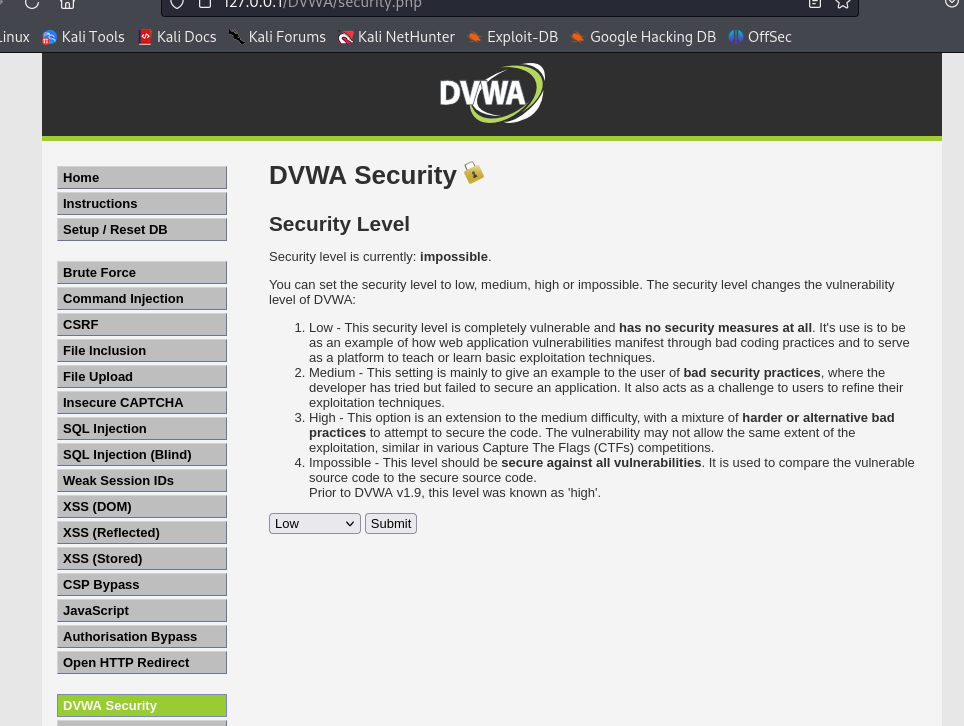 127.0.0.1/DVWA/security.php
Linux Kali Tools Kali Docs Kali Forums Kali NetHunter Exploit-DB Google Hacking DB OffSec
DVWA
Home
Instructions
Setup / Reset DB
Brute Force
Command Injection
CSRF
File Inclusion
File Upload
Insecure CAPTCHA
SQL Injection
SQL Injection (Blind)
Weak Session IDs
XSS (DOM)
XSS (Reflected)
XSS (Stored)
CSP Bypass
JavaScript
Authorisation Bypass
Open HTTP Redirect
DVWA Security
DVWA Security
Security Level
Security level is currently: impossible.
You can set the security level to low, medium, high or impossible. The security level changes the vulnerability
level of DVWA:
1. Low - This security level is completely vulnerable and has no security measures at all. It's use is to be
as an example of how web application vulnerabilities manifest through bad coding practices and to serve
as a platform to teach or learn basic exploitation techniques.
2. Medium - This setting is mainly to give an example to the user of bad security practices, where the
developer has tried but failed to secure an application. It also acts as a challenge to users to refine their
exploitation techniques.
3. High - This option is an extension to the medium difficulty, with a mixture of harder or alternative bad
practices to attempt to secure the code. The vulnerability may not allow the same extent of the
exploitation, similar in various Capture The Flags (CTFs) competitions.
4. Impossible - This level should be secure against all vulnerabilities. It is used to compare the vulnerable
source code to the secure source code.
Prior to DVWA v1.9, this level was known as 'high'.
Low Submit